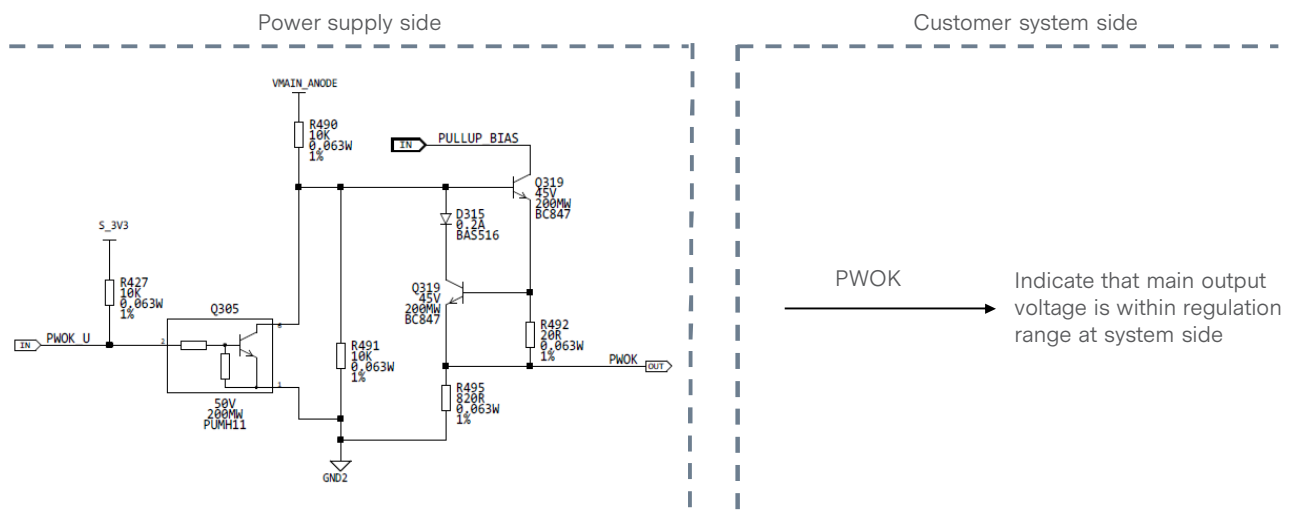 Power supply side
Customer system side
VMAIN_ANODE
R490
10K
0,063W
1%
IN
PULLUP_BIAS
Q319
45V
200MW
BC847
D315
0.2A
BAS516
S_3V3
R427
10K
0,063W
1%
Q305
Q319
45V
200MW
BC847
PWOK
Indicate that main output
voltage is within regulation
range at system side
IN
PWOK_U
2
6
1
R491
10K
0,063W
1%
R492
20R
0,063W
1%
PWOK
OUT
50V
200MW
PUMH11
R495
820R
0,063W
1%
GND2